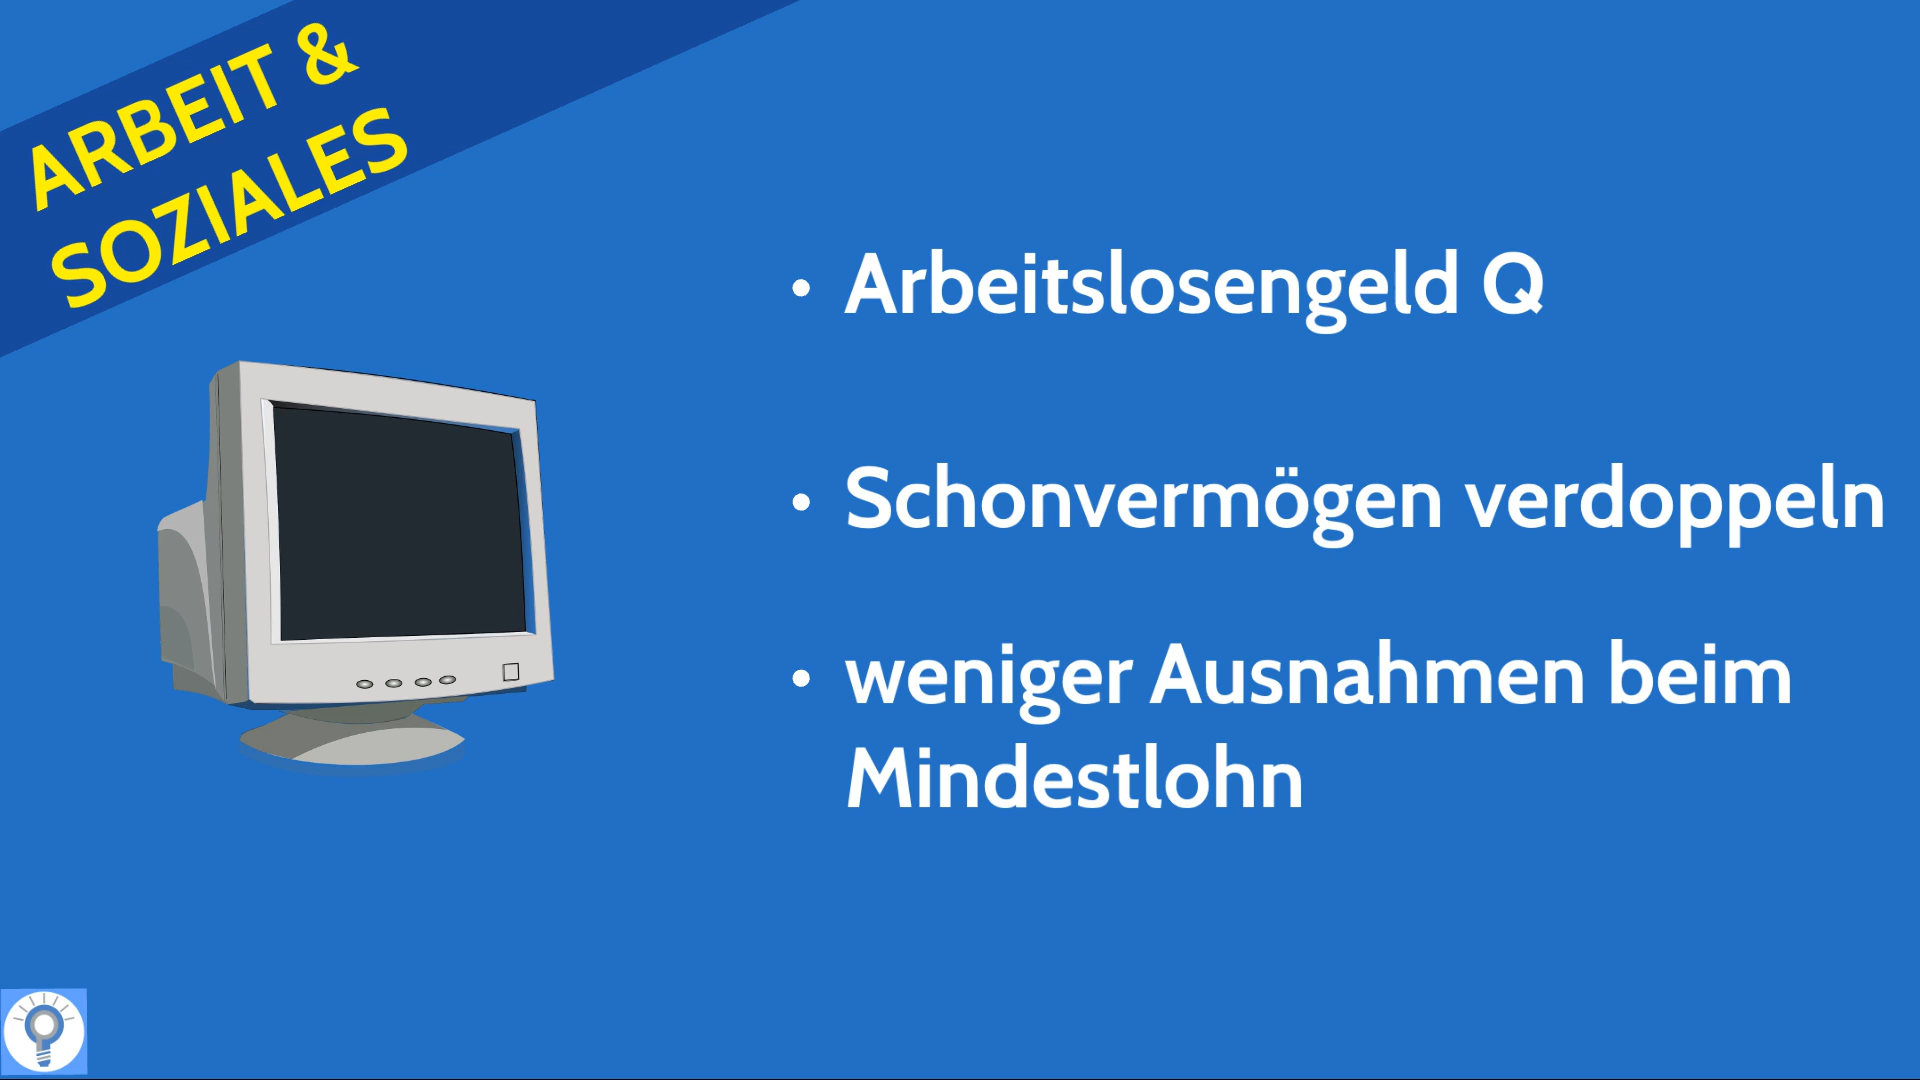 ARBEIT &
SOZIALES
• Arbeitslosengeld Q
• Schonvermögen verdoppeln
• weniger Ausnahmen beim
Mindestlohn